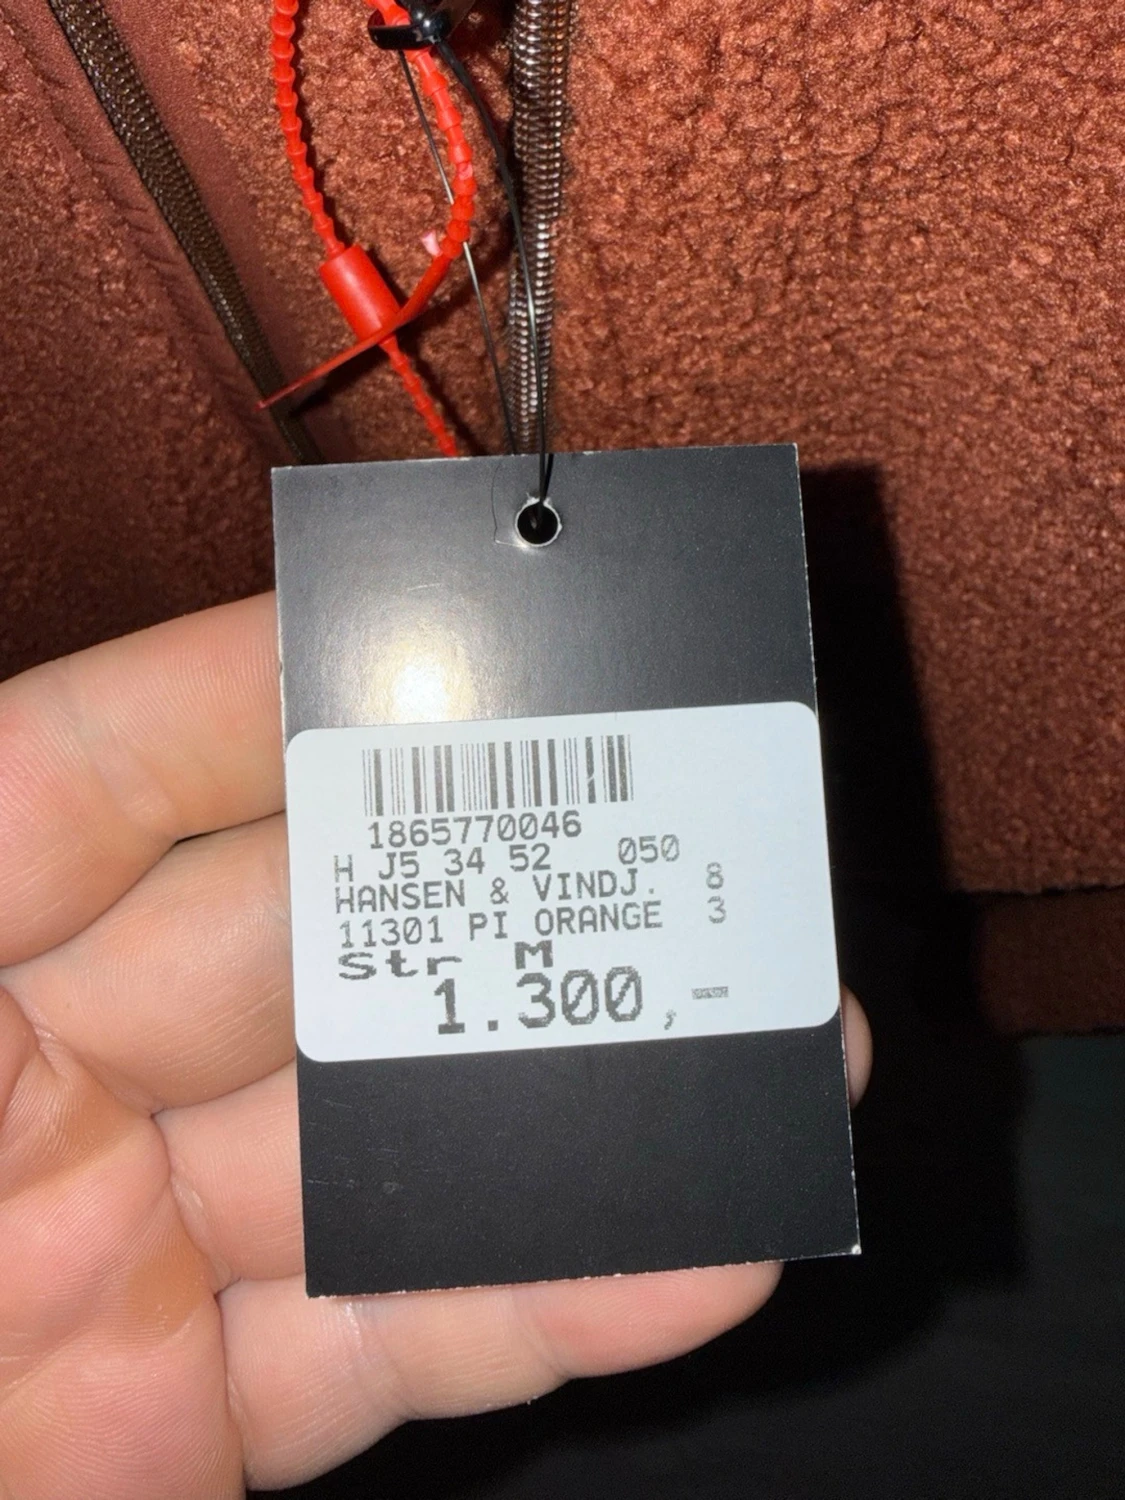 1865770046
H J5 34 52 050
HANSEN & VINDJ. 8
11301 PI ORANGE 3
Str M
1.300,-